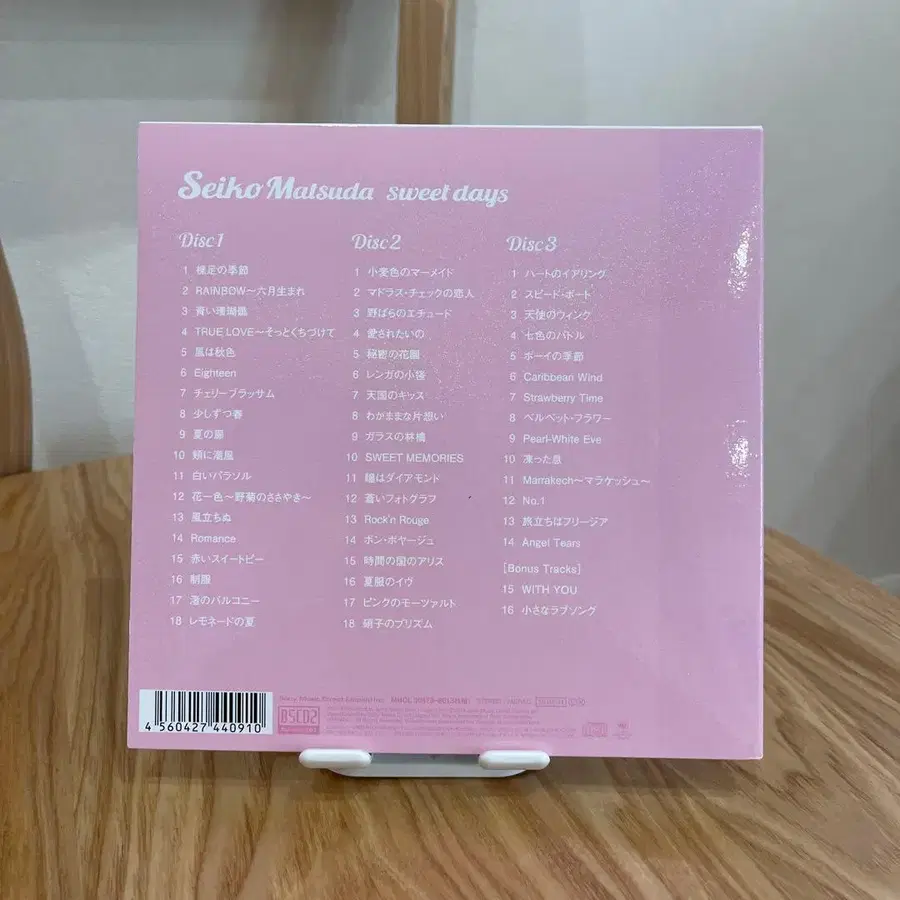 Seiko Matsuda sweet days
Disc1
1 裸足の季節
2 RAINBOW〜六月生まれ
3 青い珊瑚礁
4 TRUE LOVE〜そっとくちづけて
5 風は秋色
6 Eighteen
7 チェリーブラッサム
8 少しずつ春
9 夏の扉
10 頬に潮風
11 白いパラソル
12 花一色〜野菊のささやき〜
13 風立ちぬ
14 Romance
15 赤いスイートピー
16 制服
17 渚のバルコニー
18 レモネードの夏
Disc2
1 小麦色のマーメイド
2 マドラス・チェックの恋人
3 野ばらのエチュード
4 愛されたいの
5 秘密の花園
6 レンガの小径
7 天国のキッス
8 わがままな片想い
9 ガラスの林檎
10 SWEET MEMORIES
11 瞳はダイアモンド
12 蒼いフォトグラフ
13 Rock'n Rouge
14 ボン・ボヤージュ
15 時間の国のアリス
16 夏服のイヴ
17 ピンクのモーツァルト
18 硝子のプリズム
Disc3
1 ハートのイアリング
2 スピード・ボート
3 天使のウィンク
4 七色のパドル
5 ボーイの季節
6 Caribbean Wind
7 Strawberry Time
8 ベルベット・フラワー
9 Pearl-White Eve
10 凍った息
11 Marrakech〜マラケッシュ〜
12 No.1
13 旅立ちはフリージア
14 Angel Tears
[Bonus Tracks]
15 WITH YOU
16 小さなラブソング
4 560427 440910
BSCD2